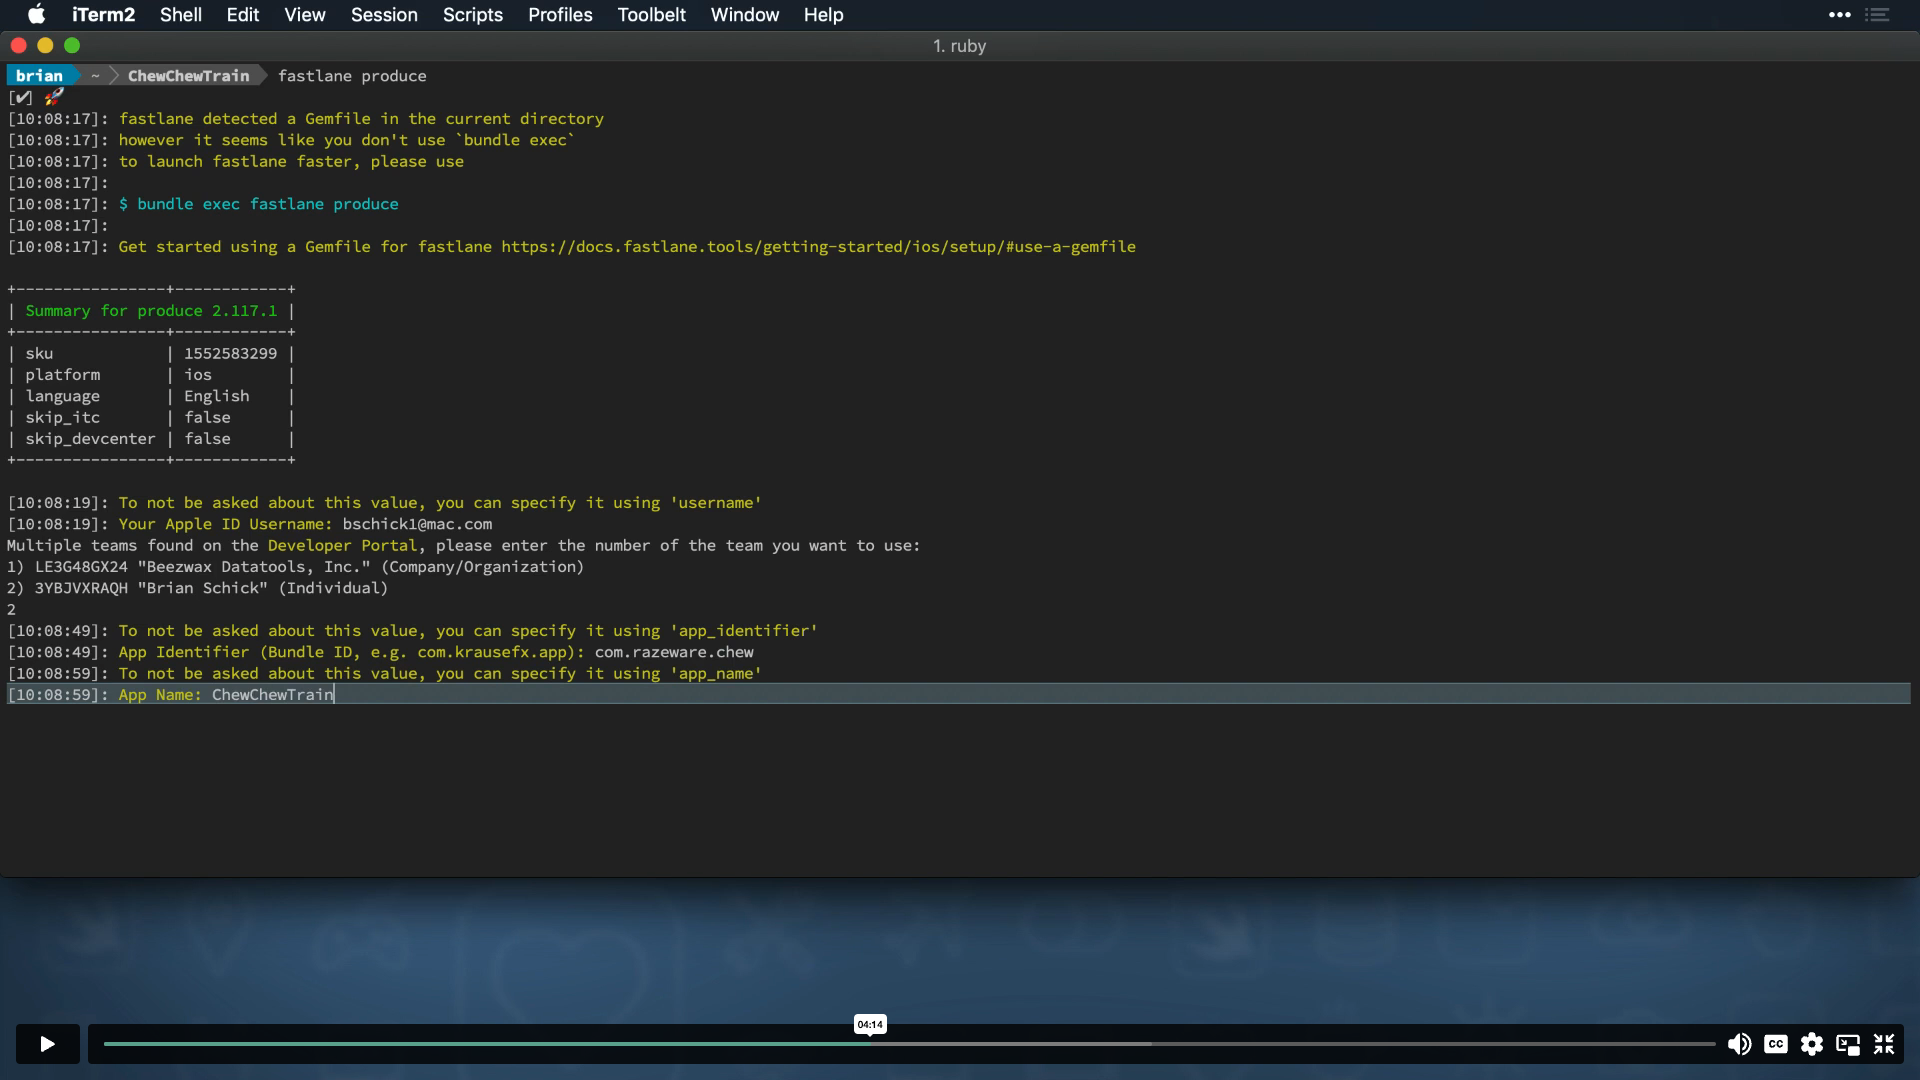 iTerm2 Shell Edit View Session Scripts Profiles Toolbelt Window Help
1. ruby
brian ~ ChewChewTrain fastlane produce
[✔] 🚀
[10:08:17]: fastlane detected a Gemfile in the current directory
[10:08:17]: however it seems like you don't use `bundle exec`
[10:08:17]: to launch fastlane faster, please use
[10:08:17]:
[10:08:17]: $ bundle exec fastlane produce
[10:08:17]:
[10:08:17]: Get started using a Gemfile for fastlane https://docs.fastlane.tools/getting-started/ios/setup/#use-a-gemfile
+----------------+------------+
| Summary for produce 2.117.1 |
+----------------+------------+
| sku            | 1552583299 |
| platform       | ios        |
| language       | English    |
| skip_itc       | false      |
| skip_devcenter | false      |
+----------------+------------+
[10:08:19]: To not be asked about this value, you can specify it using 'username'
[10:08:19]: Your Apple ID Username: bschick1@mac.com
Multiple teams found on the Developer Portal, please enter the number of the team you want to use:
1) LE3G48GX24 "Beezwax Datatools, Inc." (Company/Organization)
2) 3YBJVXRAQH "Brian Schick" (Individual)
2
[10:08:49]: To not be asked about this value, you can specify it using 'app_identifier'
[10:08:49]: App Identifier (Bundle ID, e.g. com.krausefx.app): com.razeware.chew
[10:08:59]: To not be asked about this value, you can specify it using 'app_name'
[10:08:59]: App Name: ChewChewTrain
04:14
CC